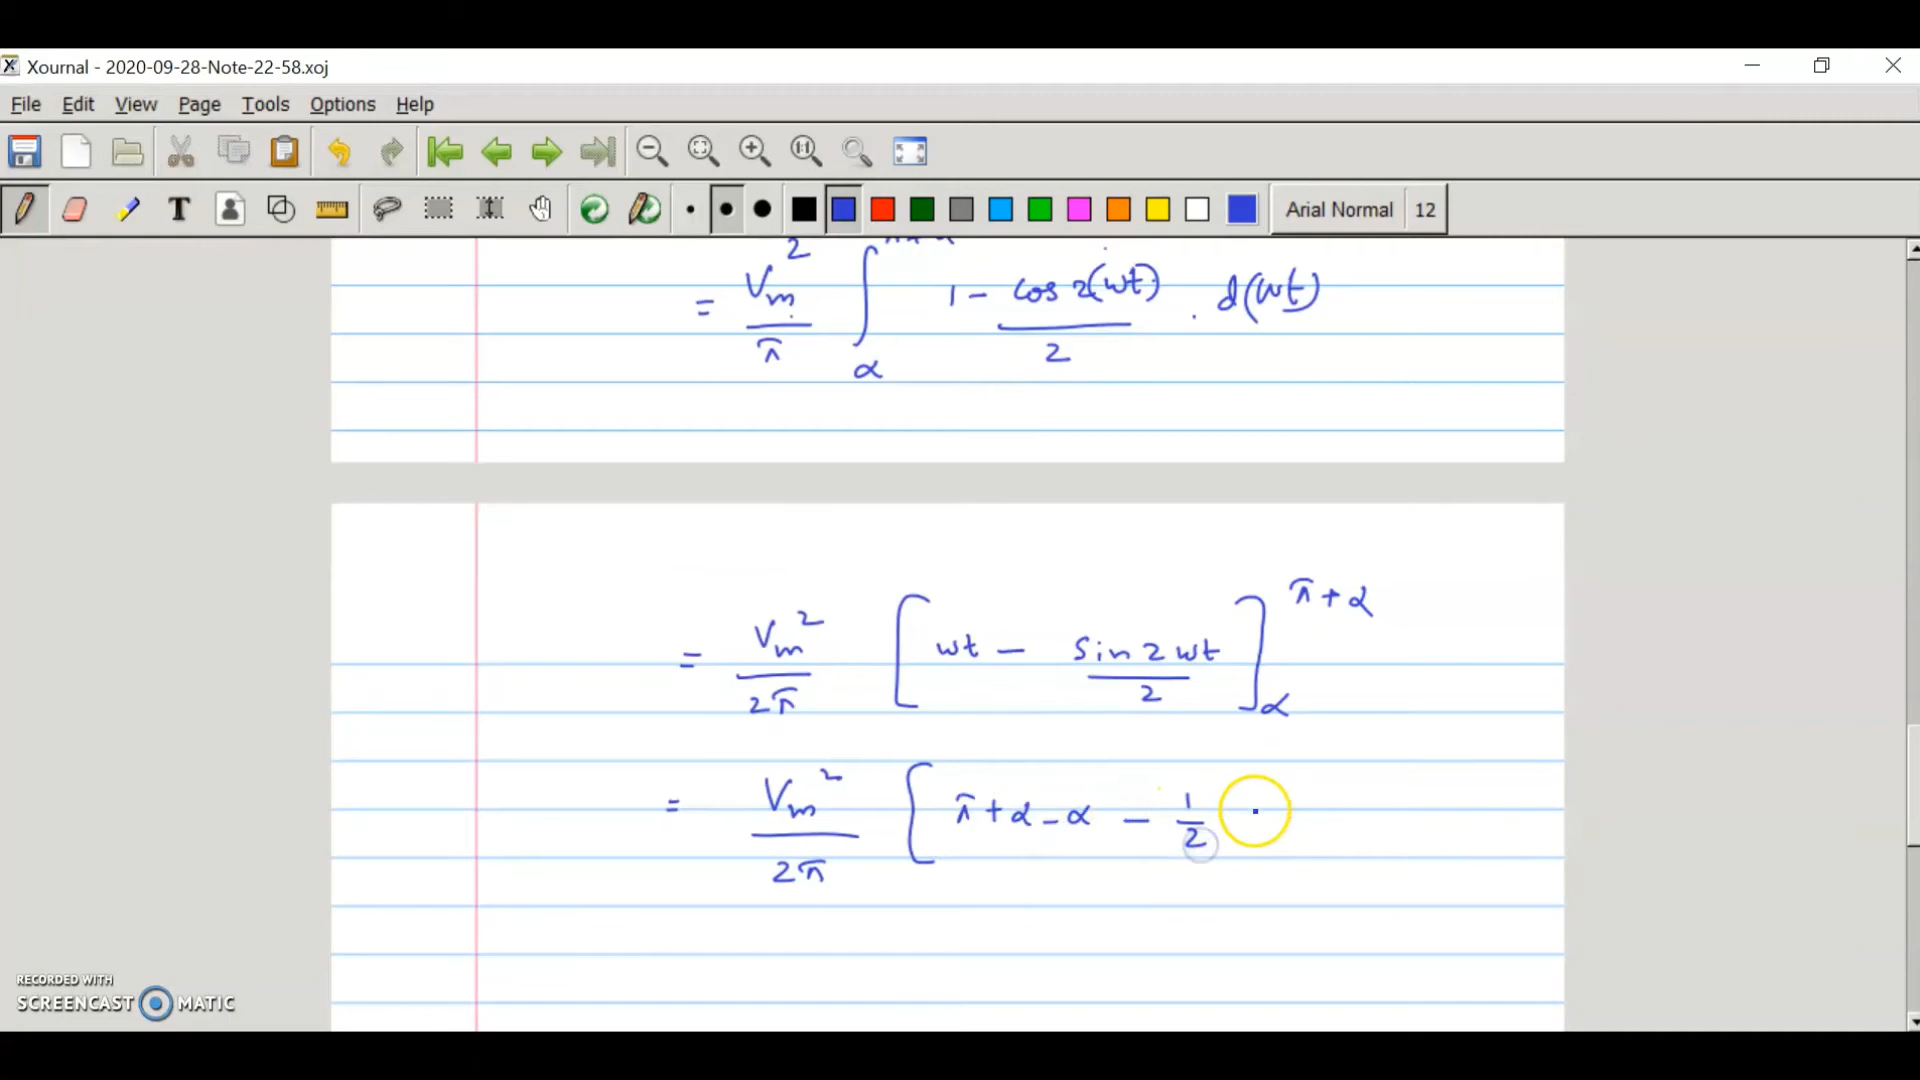 Xournal - 2020-09-28-Note-22-58.xoj
File Edit View Page Tools Options Help
T Arial Normal 12
= Vm² / π ∫ α 1 - cos 2(wt) / 2 . d(wt)
= Vm² / 2π [ wt - sin 2 wt / 2 ] π+α α
= Vm² / 2π [ π+α-α - 1/2
RECORDED WITH
SCREENCAST MATIC